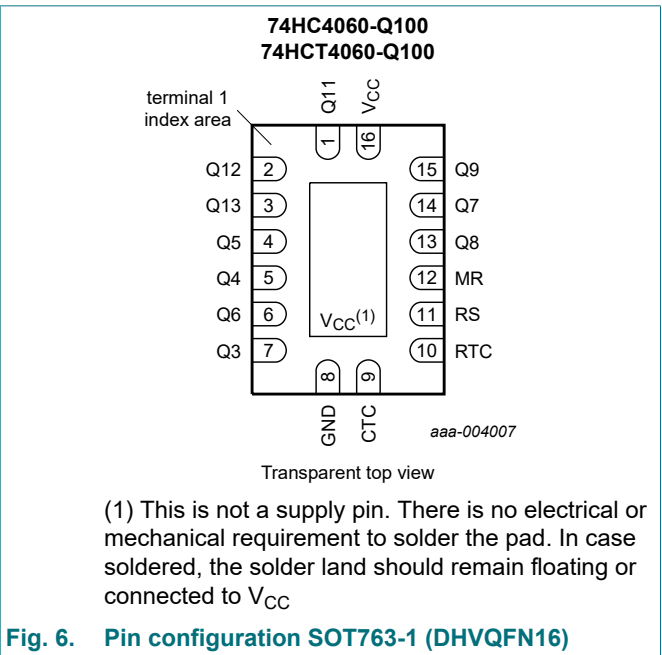 74HC4060-Q100
74HCT4060-Q100
terminal 1
index area
Q11
VCC
1
16
Q12 2
15 Q9
Q13 3
14 Q7
Q5 4
13 Q8
Q4 5
12 MR
Q6 6
11 RS
VCC(1)
Q3 7
10 RTC
8
9
GND
CTC
aaa-004007
Transparent top view
(1) This is not a supply pin. There is no electrical or
mechanical requirement to solder the pad. In case
soldered, the solder land should remain floating or
connected to VCC
Fig. 6. Pin configuration SOT763-1 (DHVQFN16)